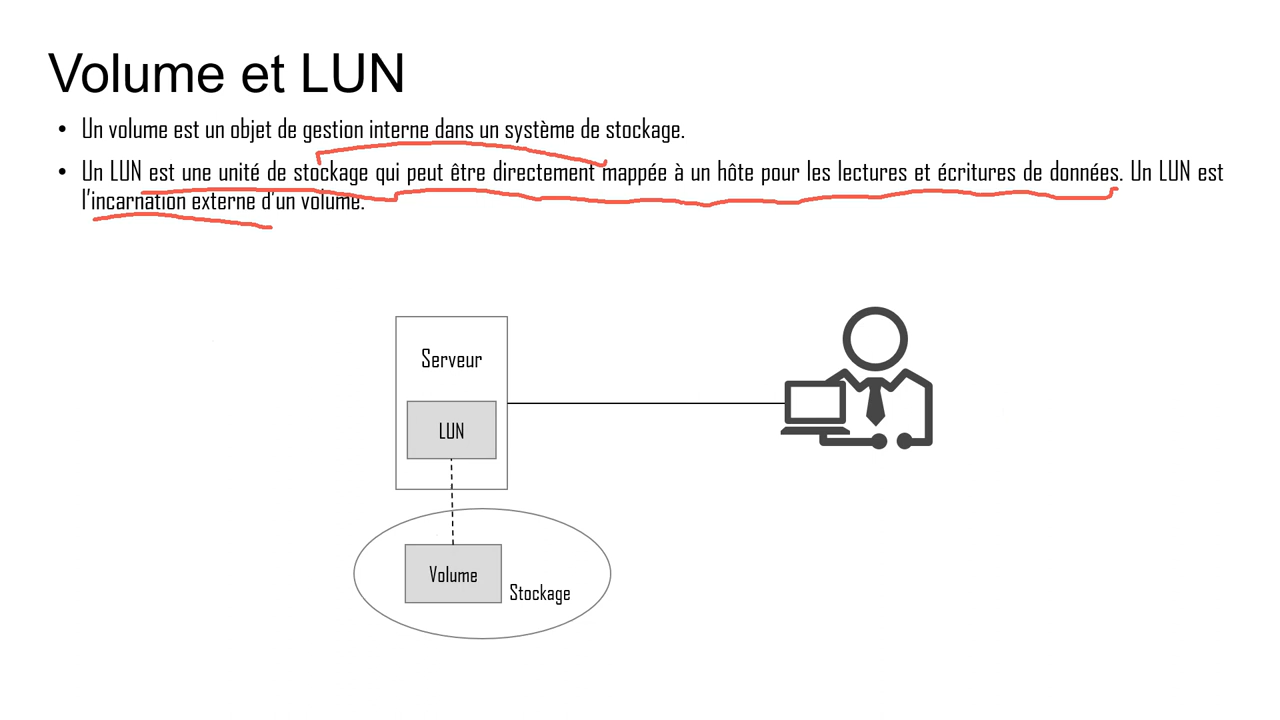 Volume et LUN
• Un volume est un objet de gestion interne dans un système de stockage.
• Un LUN est une unité de stockage qui peut être directement mappée à un hôte pour les lectures et écritures de données. Un LUN est
l'incarnation externe d'un volume.
Serveur
LUN
Volume
Stockage